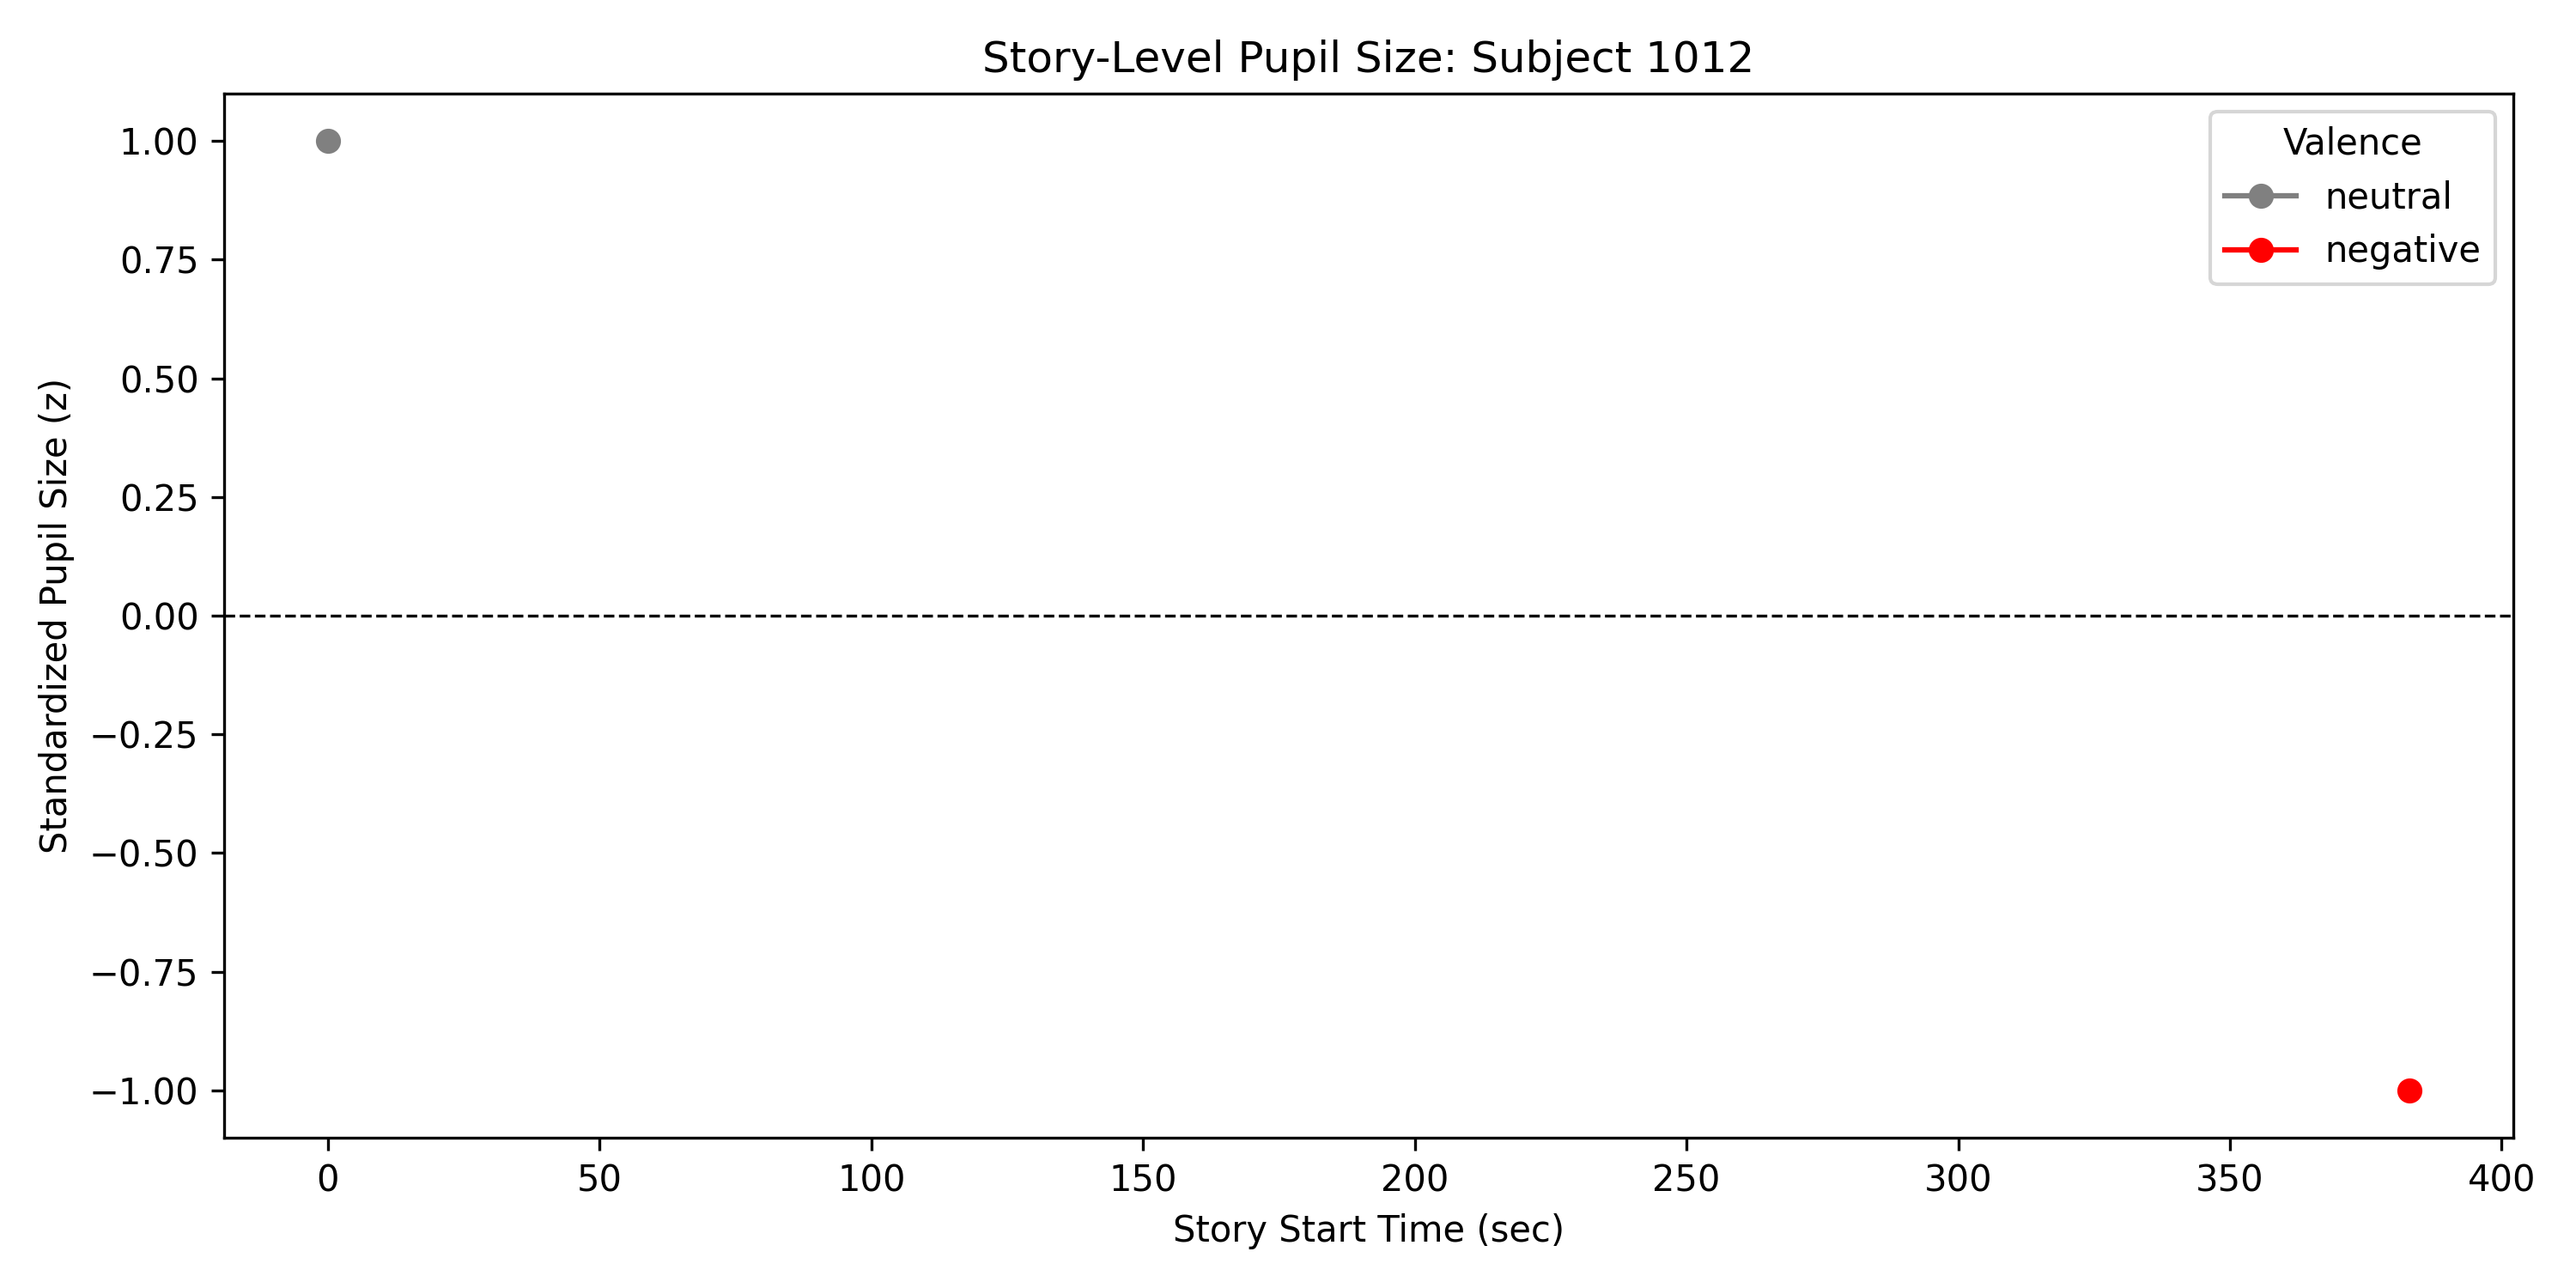 Story-Level Pupil Size: Subject 1012
Valence
neutral
negative
Standardized Pupil Size (z)
1.00
0.75
0.50
0.25
0.00
−0.25
−0.50
−0.75
−1.00
0 50 100 150 200 250 300 350 400
Story Start Time (sec)